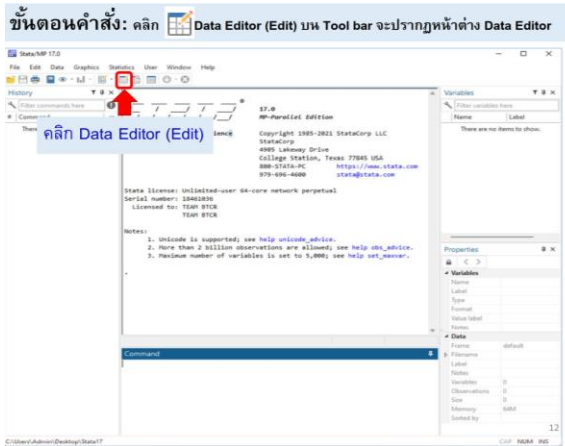 ขั้นตอนคำสั่ง: คลิก Data Editor (Edit) บน Tool bar จะปรากฏหน้าต่าง Data Editor
Stata/MP 17.0
File Edit Data Graphics Statistics User Window Help
History
Filter commands here
# Command
There
คลิก Data Editor (Edit)
17.0
MP-Parallel Edition
Copyright 1985-2021 StataCorp LLC
StataCorp
4905 Lakeway Drive
College Station, Texas 77845 USA
800-STATA-PC https://www.stata.com
979-696-4600 stata@stata.com
Stata license: Unlimited-user 64-core network perpetual
Serial number: 18461036
Licensed to: TEAM BTCR
TEAM BTCR
Notes:
1. Unicode is supported; see help unicode_advice.
2. More than 2 billion observations are allowed; see help obs_advice.
3. Maximum number of variables is set to 5,000; see help set_maxvar.
.
Command
Variables
Filter variables here
Name Label
There are no items to show.
Properties
Variables
Name
Label
Type
Format
Value label
Notes
Data
Frame default
Filename
Label
Notes
Variables 0
Observations 0
Size 0
Memory 64M
Sorted by
12
C:\Users\Admin\Desktop\Stata17
CAP NUM INS